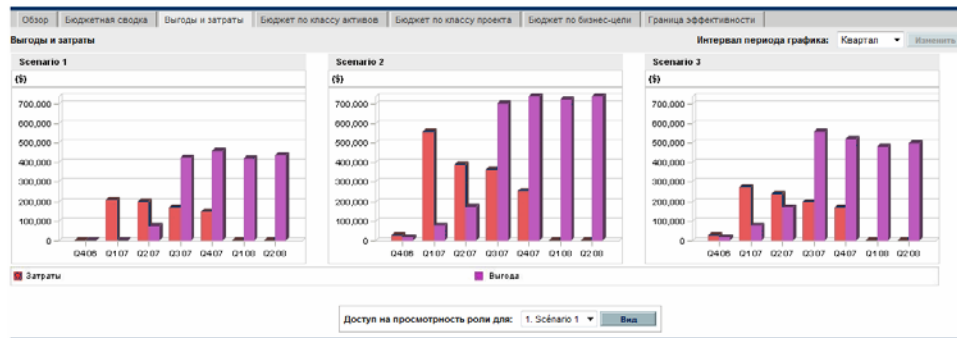 Обзор Бюджетная сводка Выгоды и затраты Бюджет по классу активов Бюджет по классу проекта Бюджет по бизнес-цели Граница эффективности
Выгоды и затраты Интервал периода графика: Квартал Изменить
Scenario 1 Scenario 2 Scenario 3
($) ($) ($)
700,000 700,000 700,000
600,000 600,000 600,000
500,000 500,000 500,000
400,000 400,000 400,000
300,000 300,000 300,000
200,000 200,000 200,000
100,000 100,000 100,000
0 0 0
Q4 06 Q1 07 Q2 07 Q3 07 Q4 07 Q1 08 Q2 08 Q4 06 Q1 07 Q2 07 Q3 07 Q4 07 Q1 08 Q2 08 Q4 06 Q1 07 Q2 07 Q3 07 Q4 07 Q1 08 Q2 08
Затраты Выгода
Доступ на просмотрность роли для: 1. Scénario 1 Вид